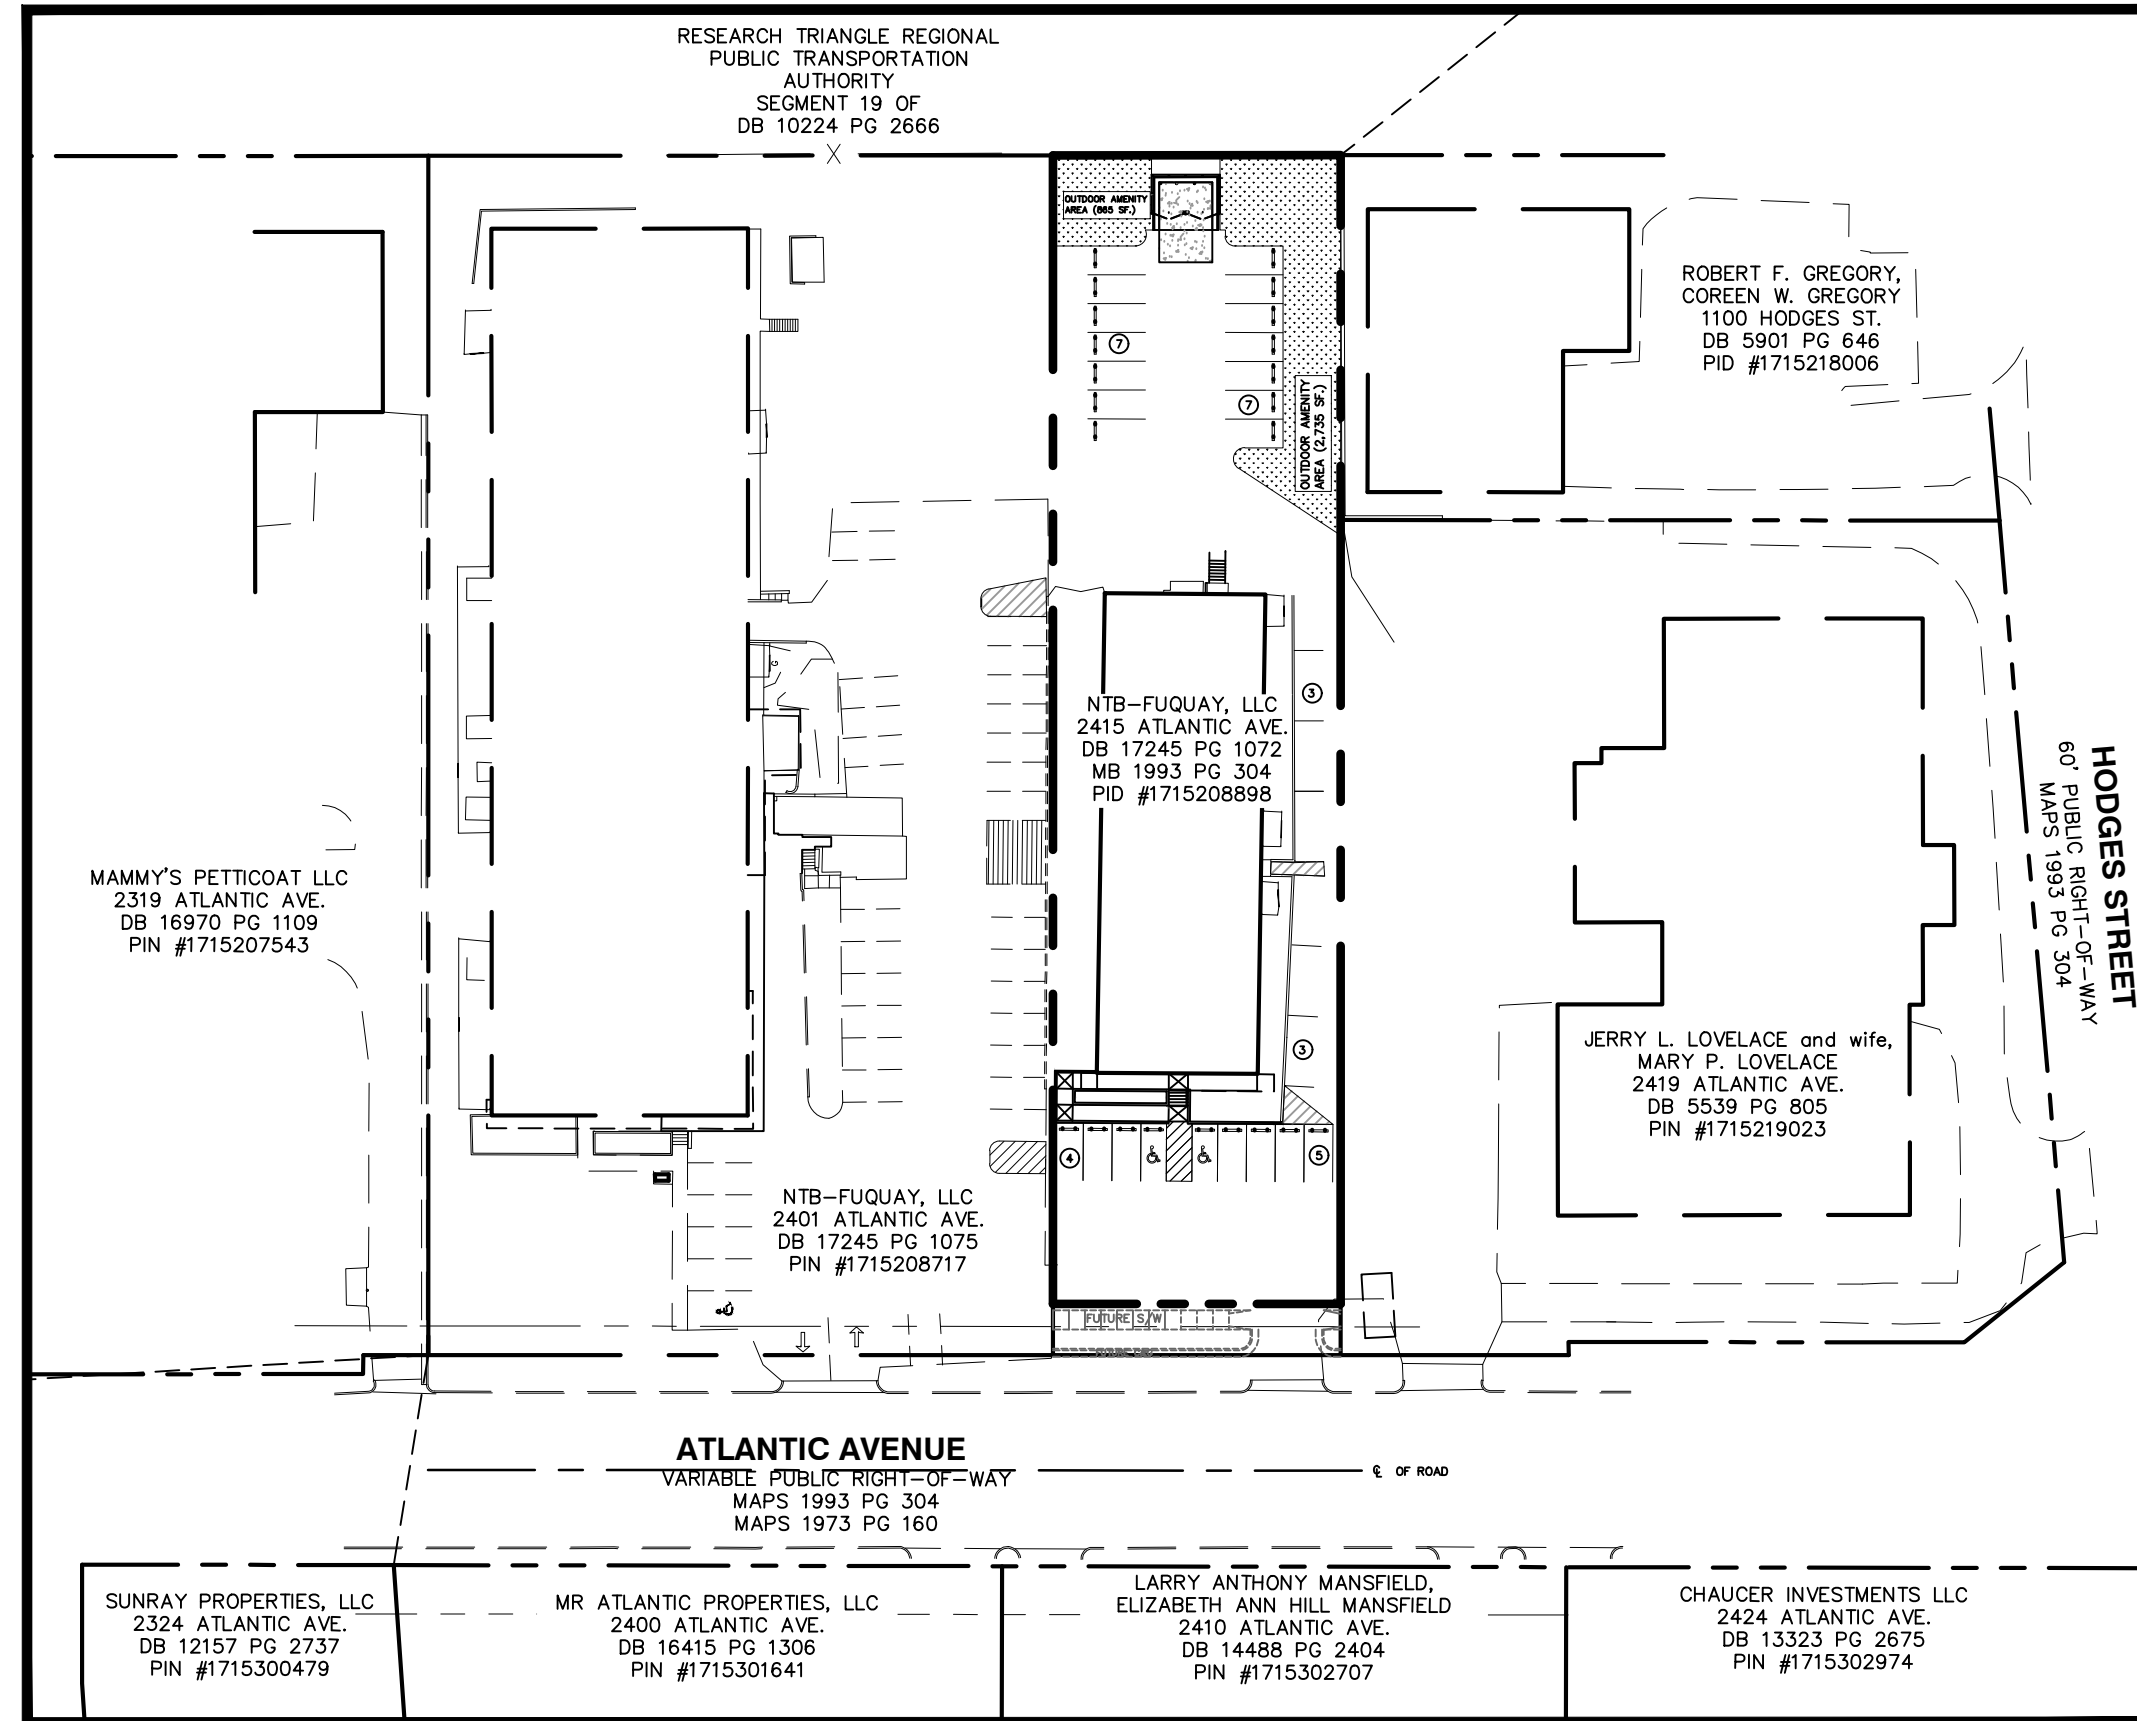 RESEARCH TRIANGLE REGIONAL
PUBLIC TRANSPORTATION
AUTHORITY
SEGMENT 19 OF
DB 10224 PG 2666
OUTDOOR AMENITY
AREA (865 SF.)
7
7
OUTDOOR AMENITY
AREA (2,735 SF.)
ROBERT F. GREGORY,
COREEN W. GREGORY
1100 HODGES ST.
DB 5901 PG 646
PID #1715218006
G
3
NTB-FUQUAY, LLC
2415 ATLANTIC AVE.
DB 17245 PG 1072
MB 1993 PG 304
PID #1715208898
HODGES STREET
60' PUBLIC RIGHT-OF-WAY
MAPS 1993 PG 304
MAMMY'S PETTICOAT LLC
2319 ATLANTIC AVE.
DB 16970 PG 1109
PIN #1715207543
3
JERRY L. LOVELACE and wife,
MARY P. LOVELACE
2419 ATLANTIC AVE.
DB 5539 PG 805
PIN #1715219023
4
5
NTB-FUQUAY, LLC
2401 ATLANTIC AVE.
DB 17245 PG 1075
PIN #1715208717
FUTURE S/W
ATLANTIC AVENUE
VARIABLE PUBLIC RIGHT-OF-WAY
MAPS 1993 PG 304
MAPS 1973 PG 160
℄ OF ROAD
SUNRAY PROPERTIES, LLC
2324 ATLANTIC AVE.
DB 12157 PG 2737
PIN #1715300479
MR ATLANTIC PROPERTIES, LLC
2400 ATLANTIC AVE.
DB 16415 PG 1306
PIN #1715301641
LARRY ANTHONY MANSFIELD,
ELIZABETH ANN HILL MANSFIELD
2410 ATLANTIC AVE.
DB 14488 PG 2404
PIN #1715302707
CHAUCER INVESTMENTS LLC
2424 ATLANTIC AVE.
DB 13323 PG 2675
PIN #1715302974